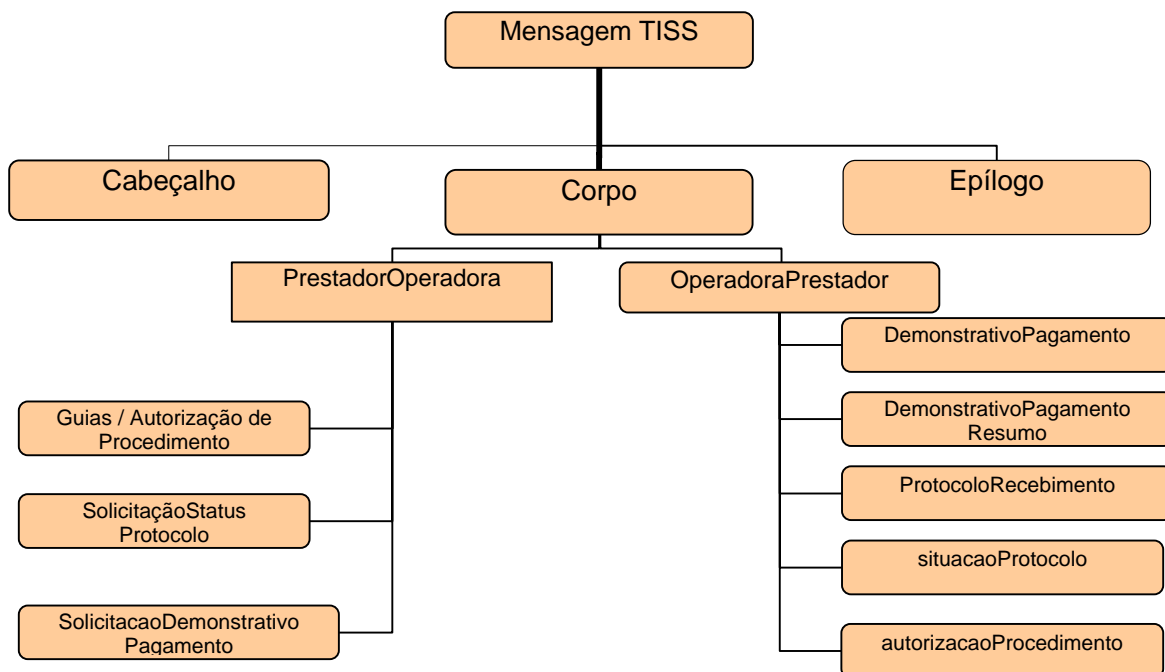 Mensagem TISS
Cabeçalho
Corpo
Epílogo
PrestadorOperadora
OperadoraPrestador
Guias / Autorização de
Procedimento
SolicitaçãoStatus
Protocolo
SolicitacaoDemonstrativo
Pagamento
DemonstrativoPagamento
DemonstrativoPagamento
Resumo
ProtocoloRecebimento
situacaoProtocolo
autorizacaoProcedimento